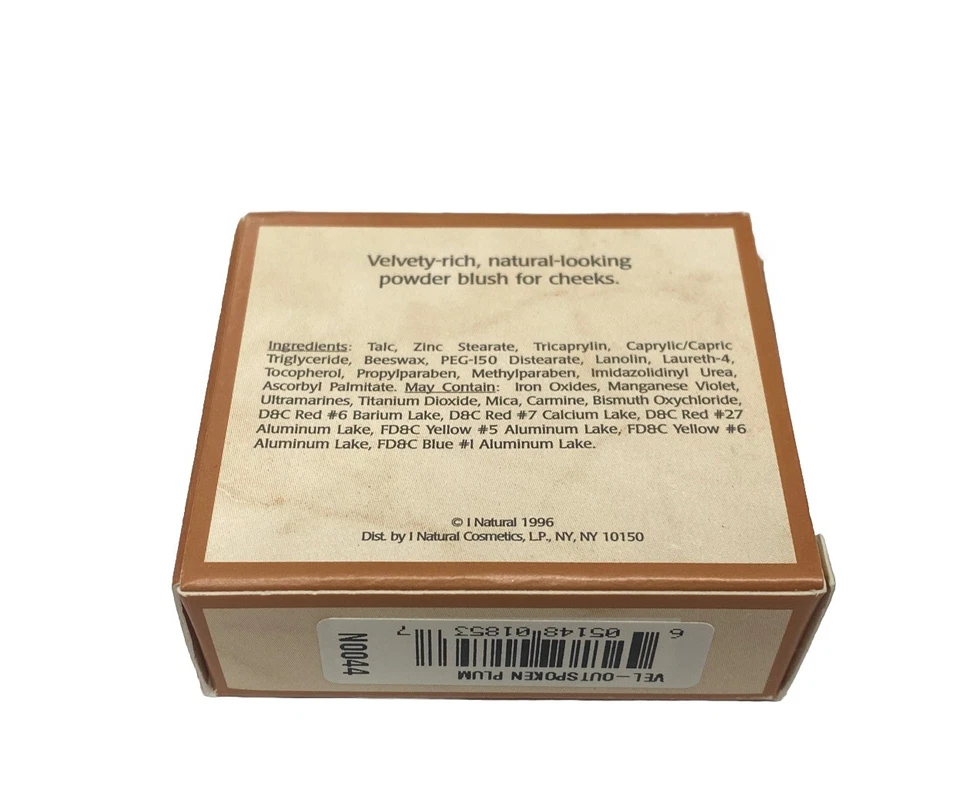 Velvety-rich, natural-looking
powder blush for cheeks.
Ingredients: Talc, Zinc Stearate, Tricaprylin, Caprylic/Capric
Triglyceride, Beeswax, PEG-150 Distearate, Lanolin, Laureth-4,
Tocopherol, Propylparaben, Methylparaben, Imidazolidinyl Urea,
Ascorbyl Palmitate. May Contain: Iron Oxides, Manganese Violet,
Ultramarines, Titanium Dioxide, Mica, Carmine, Bismuth Oxychloride,
D&C Red #6 Barium Lake, D&C Red #7 Calcium Lake, D&C Red #27
Aluminum Lake, FD&C Yellow #5 Aluminum Lake, FD&C Yellow #6
Aluminum Lake, FD&C Blue #1 Aluminum Lake.
© I Natural 1996
Dist. by I Natural Cosmetics, L.P., NY, NY 10150
VEL-OUTSPOKEN PLUM
6 05148 01853 7
N0044